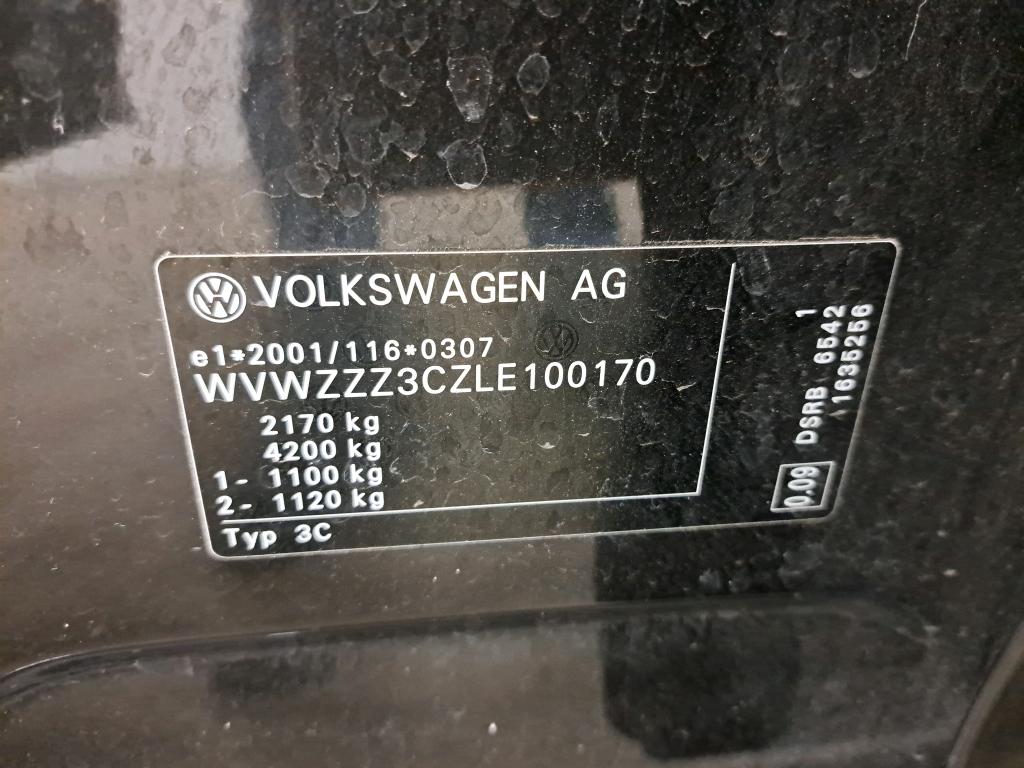 VOLKSWAGEN AG
e1*2001/116*0307
WVWZZZ3CZLE100170
2170 kg
4200 kg
1- 1100 kg
2- 1120 kg
Typ 3C
0.09 DSRB 6542 1
1635256